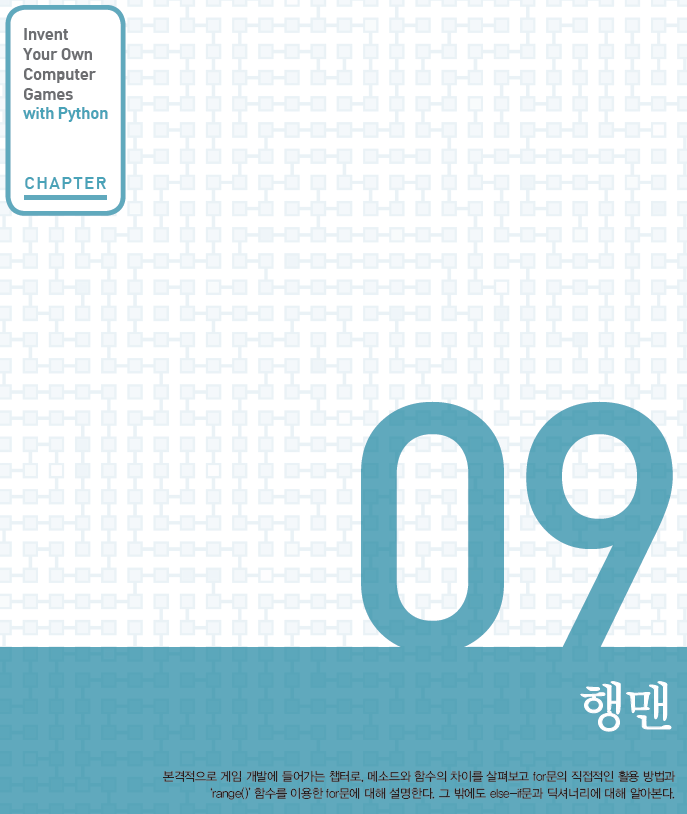 Invent
Your Own
Computer
Games
with Python
CHAPTER
09
행맨
본격적으로 게임 개발에 들어가는 챕터로, 메소드와 함수의 차이를 살펴보고 for문의 직접적인 활용 방법과
'range()' 함수를 이용한 for문에 대해 설명한다. 그 밖에도 else-if문과 딕셔너리에 대해 알아본다.